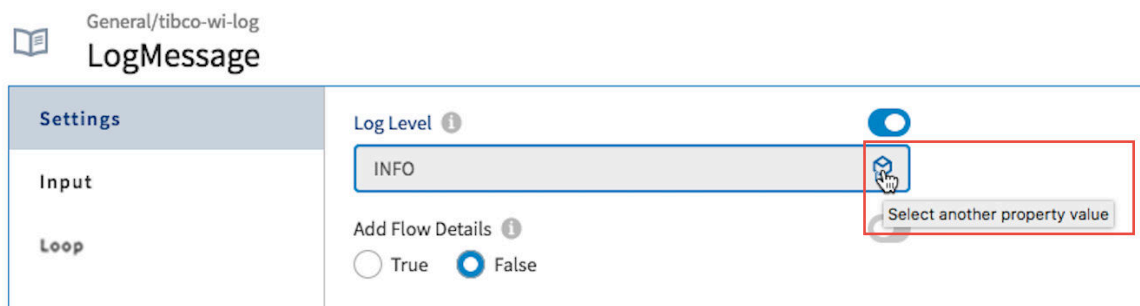 General/tibco-wi-log
LogMessage
Settings
Log Level
INFO
Input
Select another property value
Add Flow Details
Loop
True False